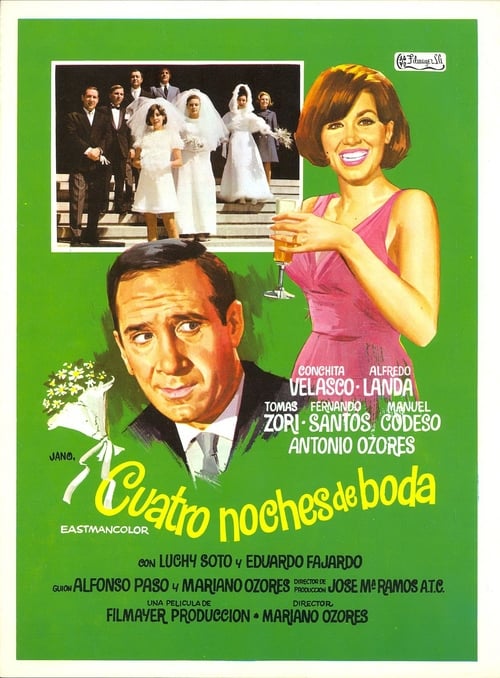 Filmayer S.A.
CONCHITA ALFREDO
VELASCO · LANDA
TOMAS FERNANDO MANUEL
ZORI · SANTOS, CODESO
ANTONIO OZORES
JANO,
Cuatro noches de boda
EASTMANCOLOR
CON LUCHY SOTO Y EDUARDO FAJARDO
GUIÓN ALFONSO PASO Y MARIANO OZORES DIRECTOR DE PRODUCCION JOSE Mª RAMOS A.T.C.
UNA PELICULA DE DIRECTOR
FILMAYER PRODUCCION · MARIANO OZORES